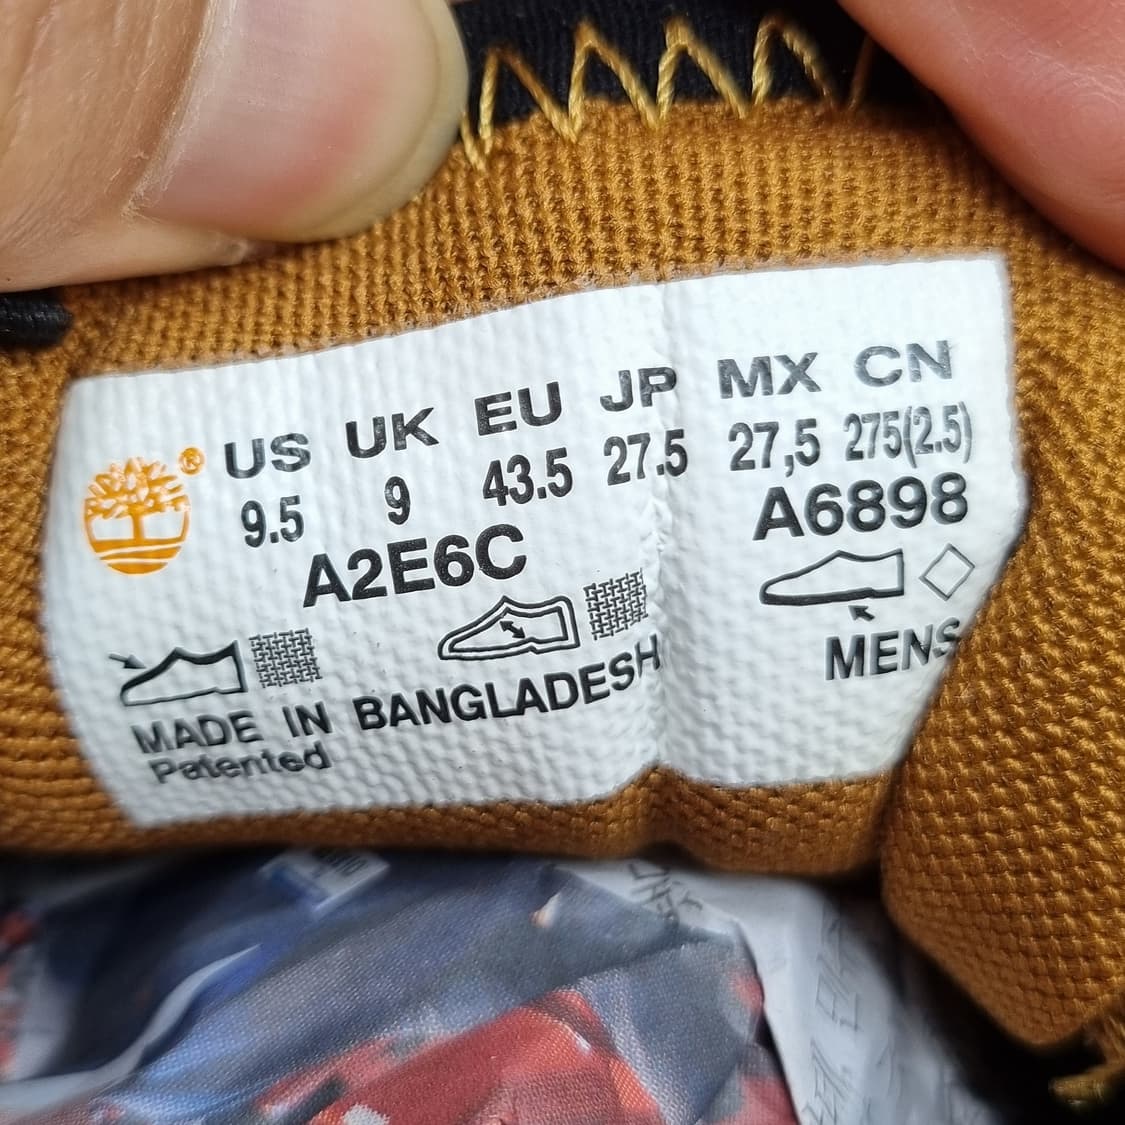 ® US UK EU JP MX CN
9.5 9 43.5 27.5 27,5 275(2.5)
A2E6C A6898
MADE IN BANGLADESH MENS
Patented